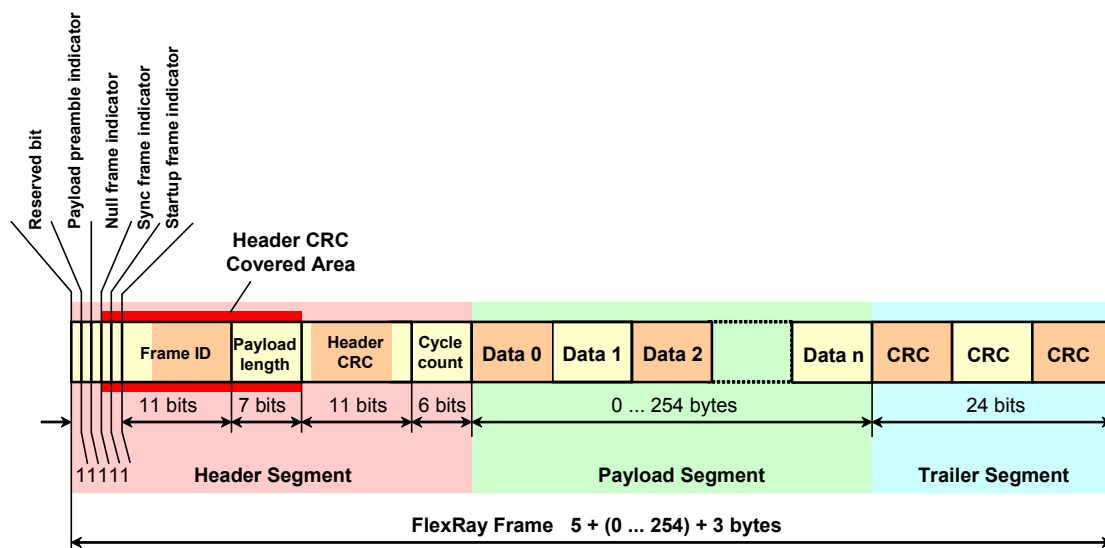 Reserved bit
Payload preamble indicator
Null frame indicator
Sync frame indicator
Startup frame indicator
Header CRC
Covered Area
Frame ID
Payload
length
Header
CRC
Cycle
count
Data 0
Data 1
Data 2
Data n
CRC
CRC
CRC
11 bits
7 bits
11 bits
6 bits
0 ... 254 bytes
24 bits
11111
Header Segment
Payload Segment
Trailer Segment
FlexRay Frame 5 + (0 ... 254) + 3 bytes